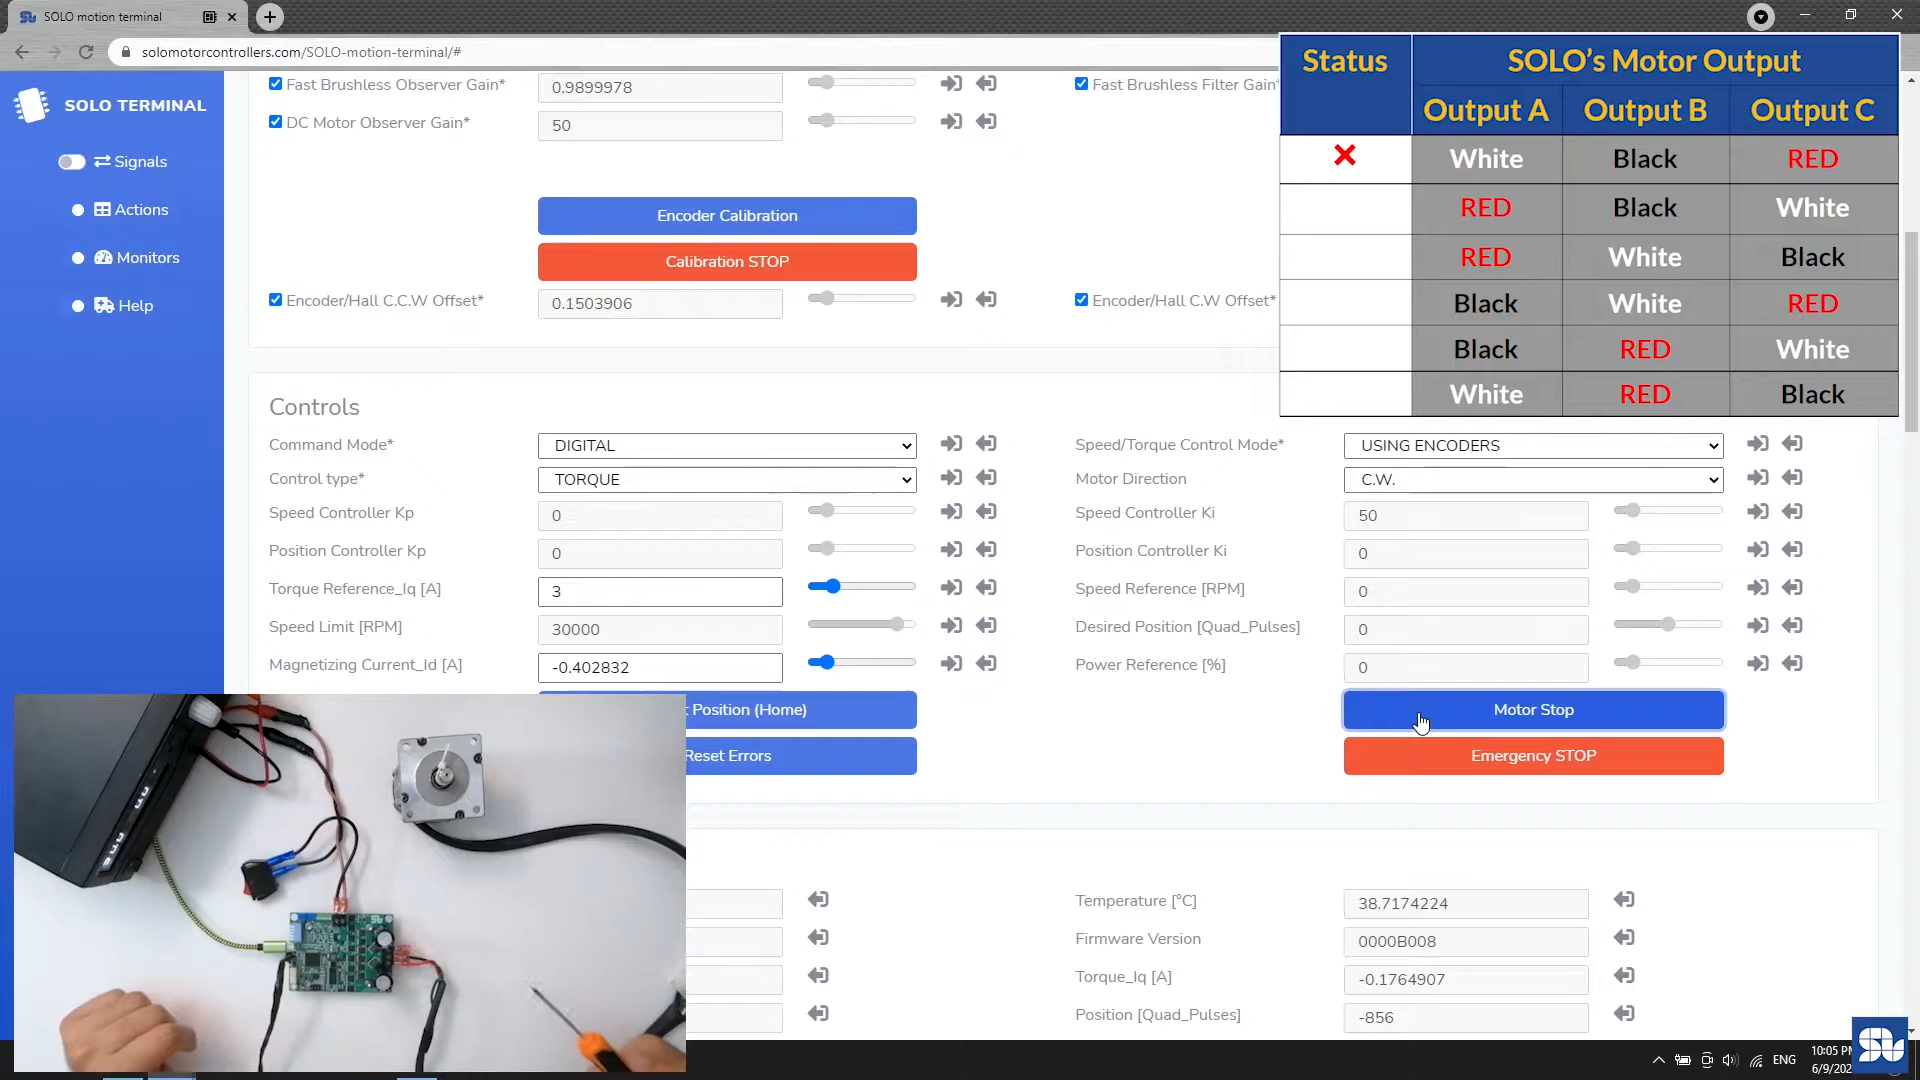 SOLO motion terminal
solomotorcontrollers.com/SOLO-motion-terminal/#
SOLO TERMINAL
Signals
Actions
Monitors
Help
Fast Brushless Observer Gain* 0.9899978 Fast Brushless Filter Gain*
DC Motor Observer Gain* 50
Encoder Calibration
Calibration STOP
Encoder/Hall C.C.W Offset* 0.1503906 Encoder/Hall C.W Offset*
Status SOLO's Motor Output
Output A Output B Output C
White Black RED
RED Black White
RED White Black
Black White RED
Black RED White
White RED Black
Controls
Command Mode* DIGITAL Speed/Torque Control Mode* USING ENCODERS
Control type* TORQUE Motor Direction C.W.
Speed Controller Kp 0 Speed Controller Ki 50
Position Controller Kp 0 Position Controller Ki 0
Torque Reference_Iq [A] 3 Speed Reference [RPM] 0
Speed Limit [RPM] 30000 Desired Position [Quad_Pulses] 0
Magnetizing Current_Id [A] -0.402832 Power Reference [%] 0
Position (Home) Motor Stop
Reset Errors Emergency STOP
Temperature [°C] 38.7174224
Firmware Version 0000B008
Torque_Iq [A] -0.1764907
Position [Quad_Pulses] -856
ENG
10:05
6/9/202